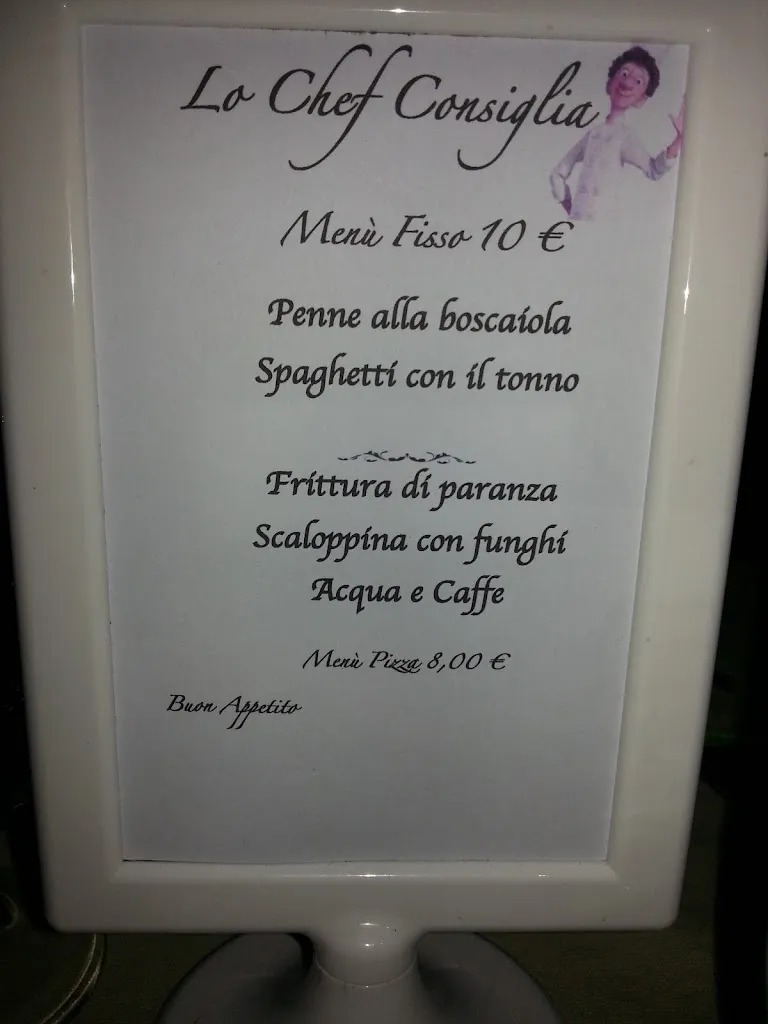 Lo Chef Consiglia
Menù Fisso 10 €
Penne alla boscaiola
Spaghetti con il tonno
Frittura di paranza
Scaloppina con funghi
Acqua e Caffe
Menù Pizza 8,00 €
Buon Appetito